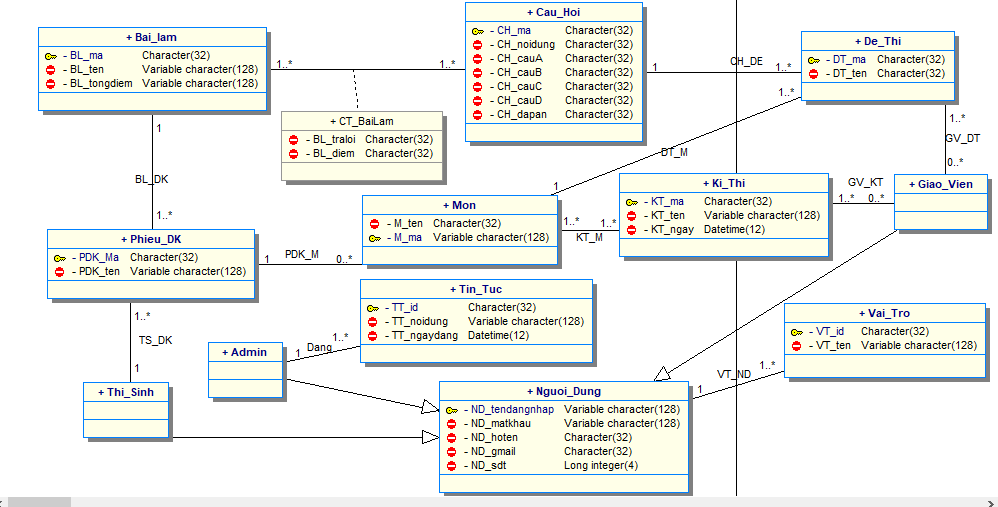 + Bai_lam
- BL_ma Character(32)
- BL_ten Variable character(128)
- BL_tongdiem Variable character(128)
1..*
1..*
+ Cau_Hoi
- CH_ma Character(32)
- CH_noidung Character(32)
- CH_cauA Character(32)
- CH_cauB Character(32)
- CH_cauC Character(32)
- CH_cauD Character(32)
- CH_dapan Character(32)
1
CH_DE
1..*
+ De_Thi
- DT_ma Character(32)
- DT_ten Character(32)
1..*
+ CT_BaiLam
- BL_traloi Character(32)
- BL_diem Character(32)
1
BL_DK
1..*
DT_M
1
1..*
GV_DT
0..*
+ Phieu_DK
- PDK_Ma Character(32)
- PDK_ten Variable character(128)
1
PDK_M
0..*
+ Mon
- M_ten Character(32)
- M_ma Variable character(128)
1..*
1..*
KT_M
+ Ki_Thi
- KT_ma Character(32)
- KT_ten Variable character(128)
- KT_ngay Datetime(12)
GV_KT
1..*
0..*
+ Giao_Vien
1..*
TS_DK
1
+ Thi_Sinh
+ Admin
1
Dang
1..*
+ Tin_Tuc
- TT_id Character(32)
- TT_noidung Variable character(128)
- TT_ngaydang Datetime(12)
+ Vai_Tro
- VT_id Character(32)
- VT_ten Variable character(128)
1
VT_ND
1..*
+ Nguoi_Dung
- ND_tendangnhap Variable character(128)
- ND_matkhau Variable character(128)
- ND_hoten Character(32)
- ND_gmail Character(32)
- ND_sdt Long integer(4)